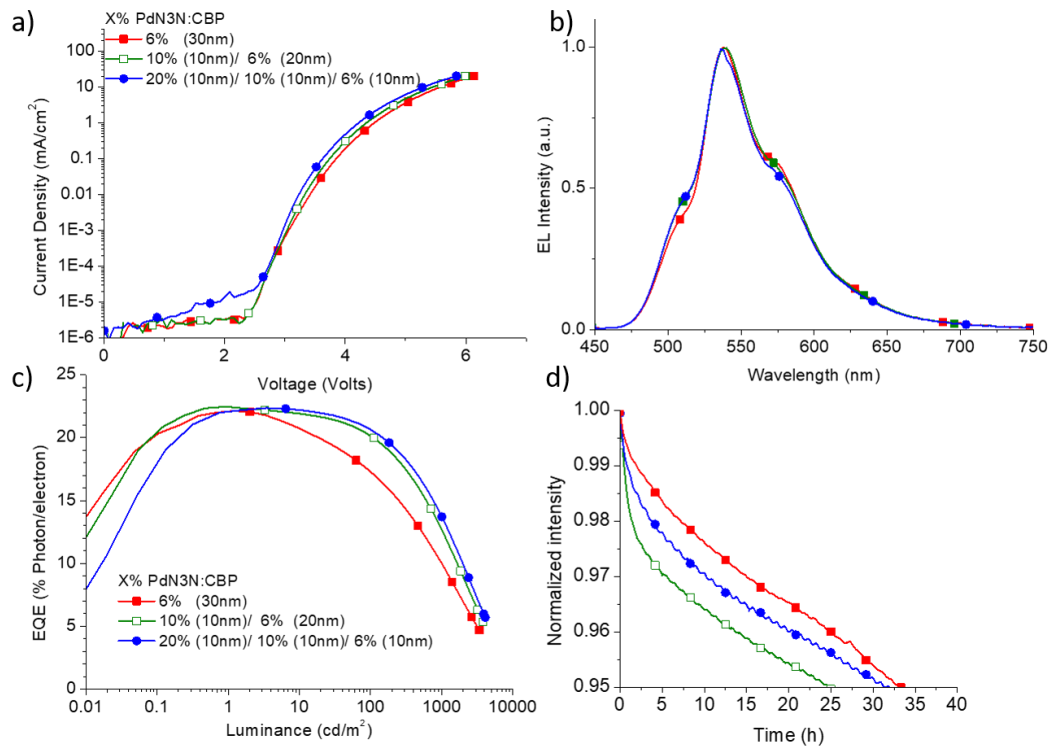 a)
X% PdN3N:CBP
6% (30nm)
10% (10nm)/ 6% (20nm)
20% (10nm)/ 10% (10nm)/ 6% (10nm)
Current Density (mA/cm²)
100
10
1
0.1
0.01
1E-3
1E-4
1E-5
1E-6
0
2
4
6
Voltage (Volts)
b)
EL Intensity (a.u.)
1.0
0.5
0.0
450
500
550
600
650
700
750
Wavelength (nm)
c)
EQE (% Photon/electron)
25
20
15
10
5
0
X% PdN3N:CBP
6% (30nm)
10% (10nm)/ 6% (20nm)
20% (10nm)/ 10% (10nm)/ 6% (10nm)
0.01
0.1
1
10
100
1000
10000
Luminance (cd/m²)
d)
Normalized intensity
1.00
0.99
0.98
0.97
0.96
0.95
0
5
10
15
20
25
30
35
40
Time (h)